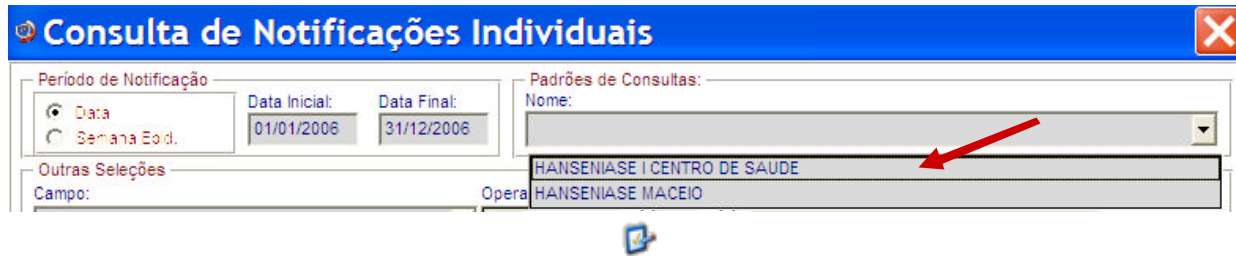 Consulta de Notificações Individuais
Período de Notificação
Data
Semana Epid.
Data Inicial:
01/01/2006
Data Final:
31/12/2006
Padrões de Consultas:
Nome:
HANSENIASE I CENTRO DE SAUDE
HANSENIASE MACEIO
Outras Seleções
Campo:
Opera